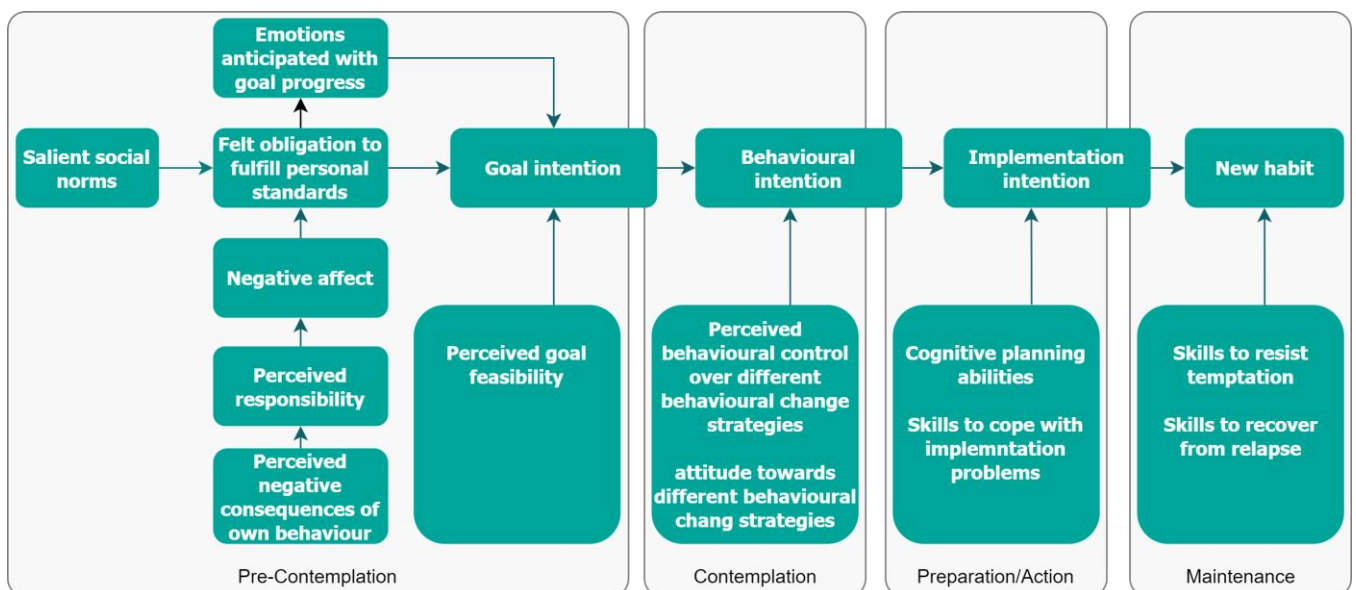 Emotions
anticipated with
goal progress
Salient social
norms
Felt obligation to
fulfill personal
standards
Goal intention
Behavioural
intention
Implementation
intention
New habit
Negative affect
Perceived
responsibility
Perceived
negative
consequences of
own behaviour
Perceived goal
feasibility
Perceived
behavioural control
over different
behavioural change
strategies
attitude towards
different behavioural
chang strategies
Cognitive planning
abilities
Skills to cope with
implemntation
problems
Skills to resist
temptation
Skills to recover
from relapse
Pre-Contemplation
Contemplation
Preparation/Action
Maintenance